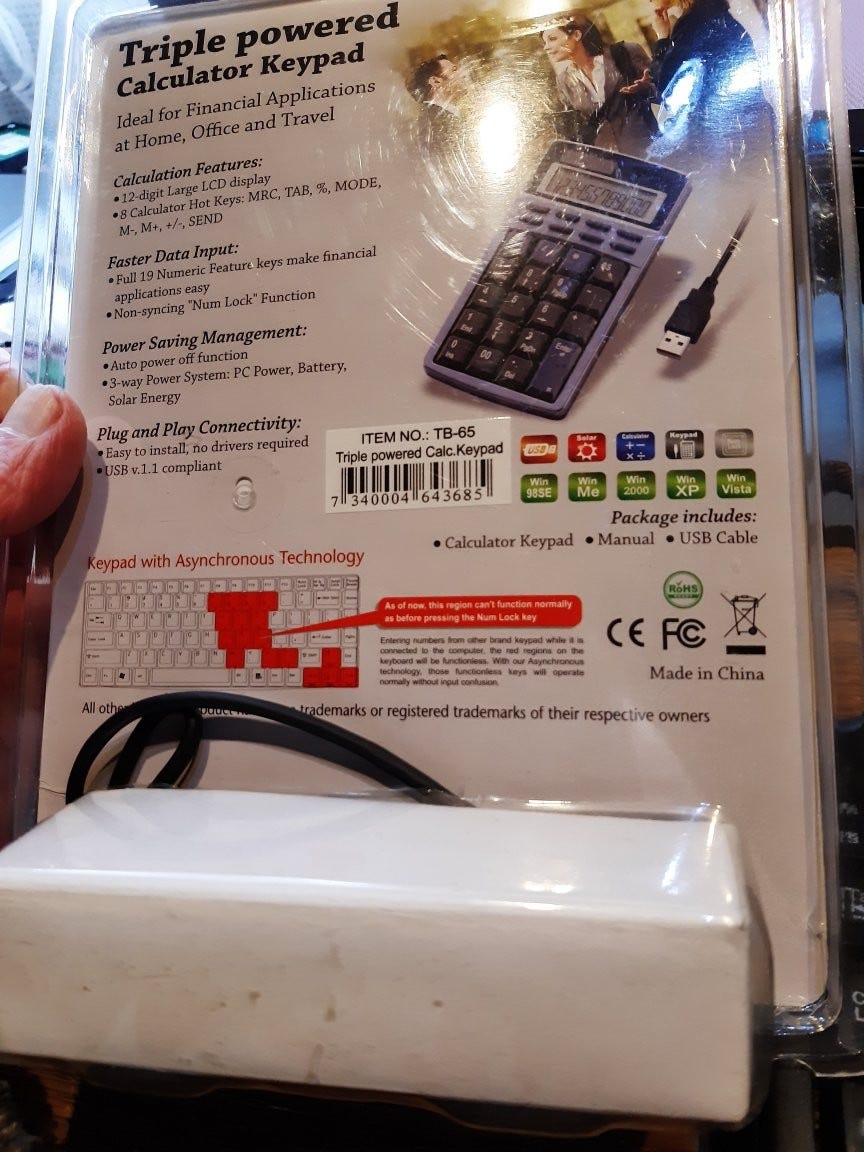 Triple powered
Calculator Keypad
Ideal for Financial Applications
at Home, Office and Travel
Calculation Features:
• 12-digit Large LCD display
• 8 Calculator Hot Keys: MRC, TAB, %, MODE,
M-, M+, +/-, SEND
Faster Data Input:
• Full 19 Numeric Feature keys make financial
applications easy
• Non-syncing "Num Lock" Function
Power Saving Management:
• Auto power off function
• 3-way Power System: PC Power, Battery,
Solar Energy
Plug and Play Connectivity:
• Easy to install, no drivers required
• USB v.1.1 compliant
ITEM NO.: TB-65
Triple powered Calc.Keypad
7 340004 643685
USB
Solar
Calculator
Keypad
Win 98SE
Win Me
Win 2000
Win XP
Win Vista
Package includes:
• Calculator Keypad • Manual • USB Cable
Keypad with Asynchronous Technology
As of now, this region can't function normally
as before pressing the Num Lock key
Entering numbers from other brand keypad while it is
connected to the computer, the red regions on the
keyboard will be functionless. With our Asynchronous
technology, those functionless keys will operate
normally without input confusion.
RoHS
CE FC
Made in China
All other trademarks or registered trademarks of their respective owners